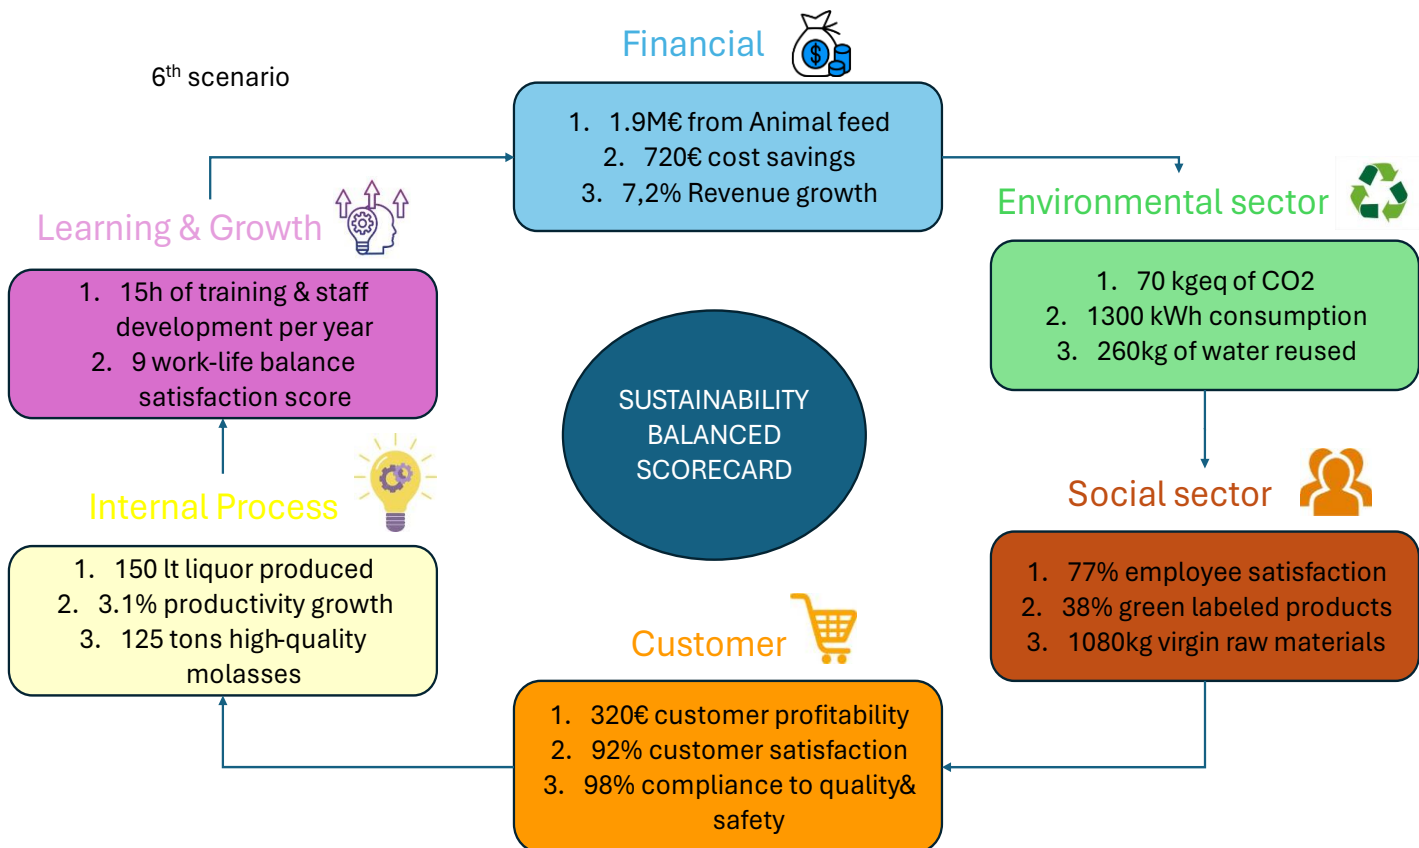 6th scenario
Financial
$
1. 1.9M€ from Animal feed
2. 720€ cost savings
3. 7,2% Revenue growth
Environmental sector
1. 70 kgeq of CO2
2. 1300 kWh consumption
3. 260kg of water reused
Social sector
1. 77% employee satisfaction
2. 38% green labeled products
3. 1080kg virgin raw materials
Customer
1. 320€ customer profitability
2. 92% customer satisfaction
3. 98% compliance to quality&
safety
Internal Process
1. 150 lt liquor produced
2. 3.1% productivity growth
3. 125 tons high-quality
molasses
Learning & Growth
1. 15h of training & staff
development per year
2. 9 work-life balance
satisfaction score
SUSTAINABILITY
BALANCED
SCORECARD